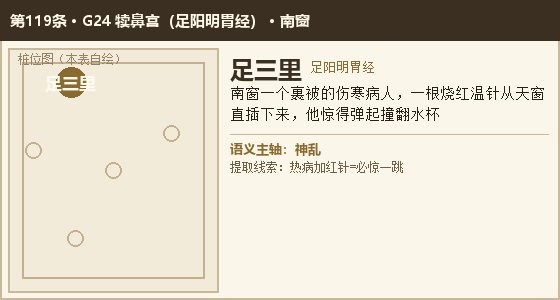 第119条·G24 犊鼻宫（足阳明胃经）·南窗
桩位图（本表自绘）
足三里
足三里 足阳明胃经
南窗一个裹被的伤寒病人，一根烧红温针从天窗
直插下来，他惊得弹起撞翻水杯
语义主轴：神乱
提取线索：热病加红针=必惊一跳